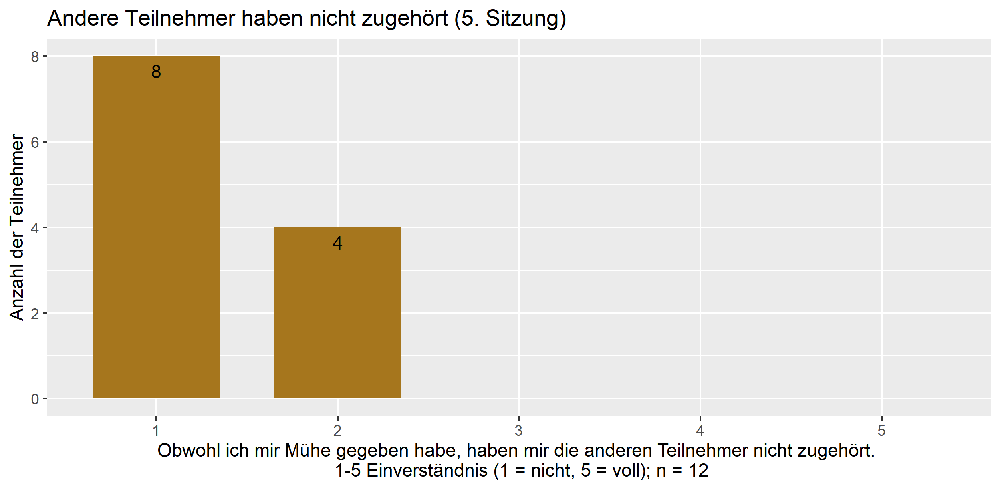 Andere Teilnehmer haben nicht zugehört (5. Sitzung)
Anzahl der Teilnehmer
8
6
4
2
0
8
4
1 2 3 4 5
Obwohl ich mir Mühe gegeben habe, haben mir die anderen Teilnehmer nicht zugehört.
1-5 Einverständnis (1 = nicht, 5 = voll); n = 12